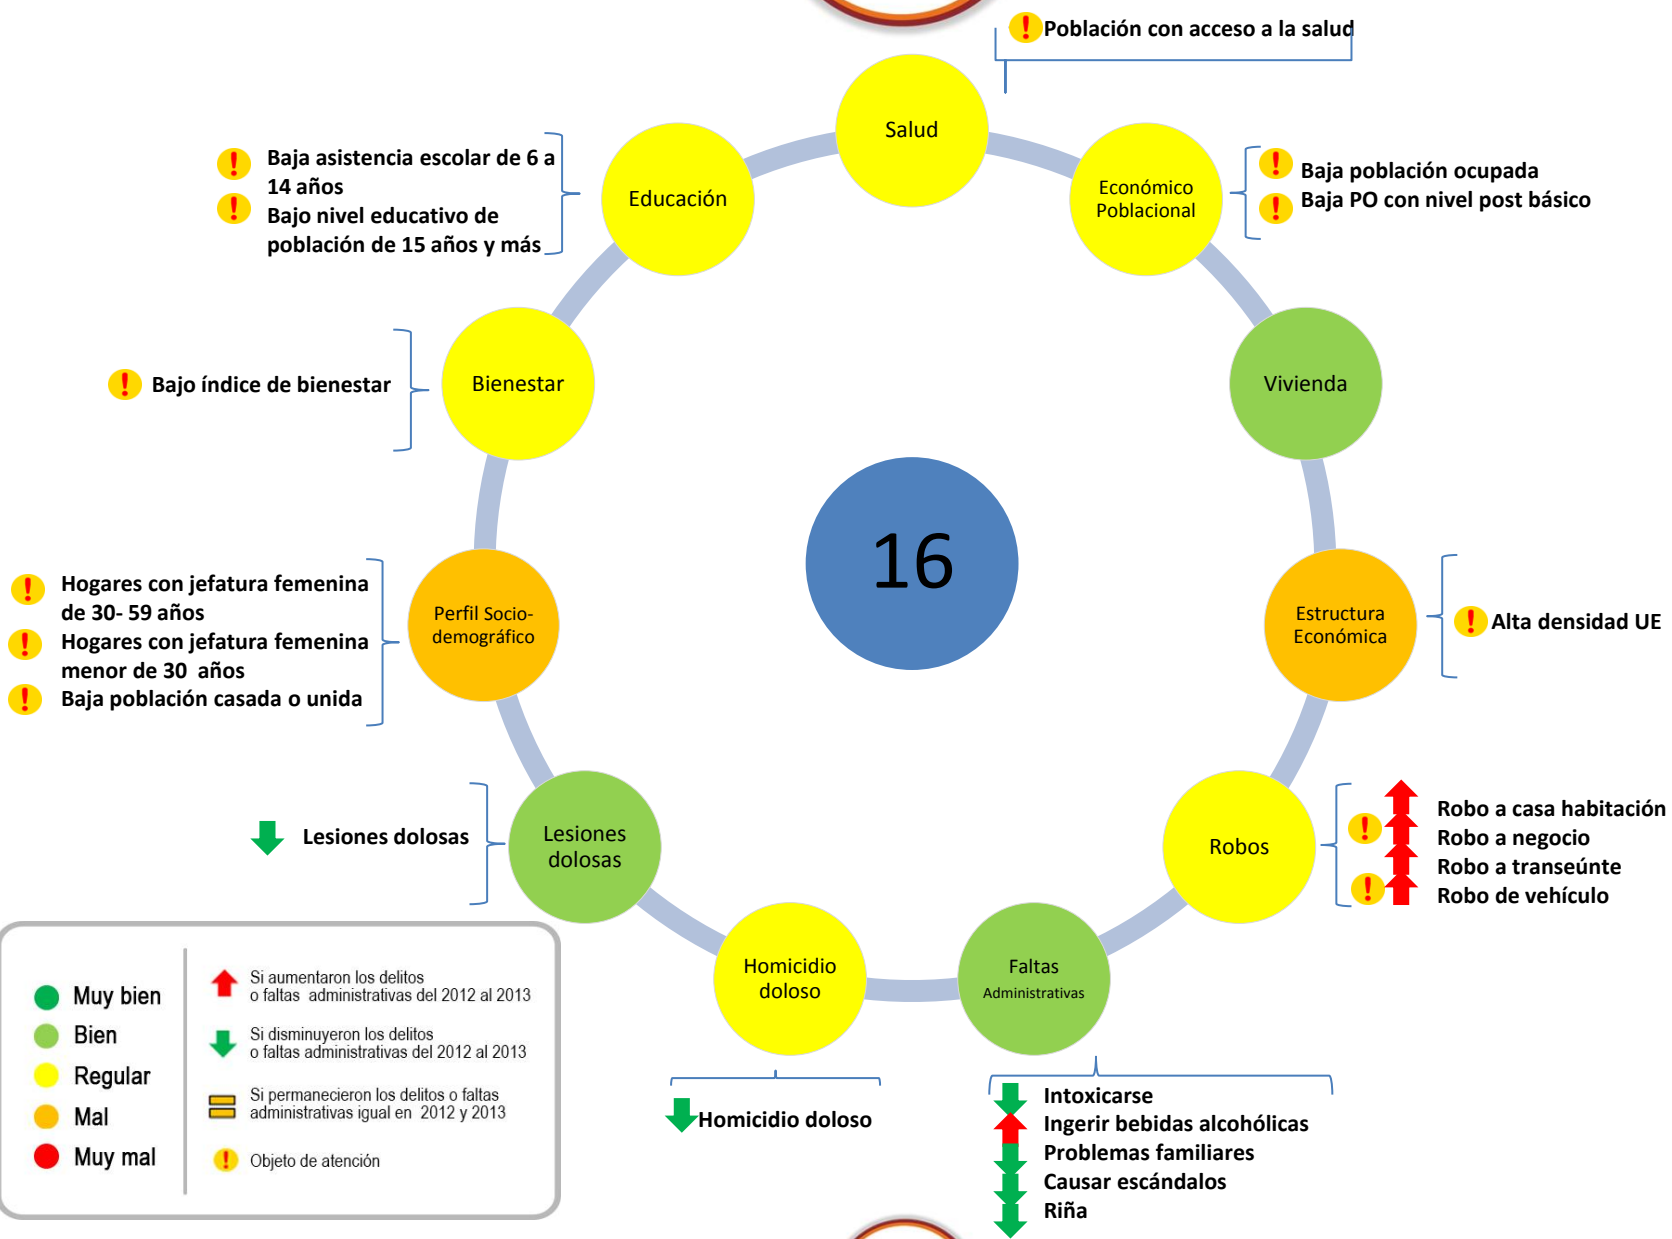 Población con acceso a la salud
Salud
Baja asistencia escolar de 6 a
14 años
Bajo nivel educativo de
población de 15 años y más
Educación
Económico
Poblacional
Baja población ocupada
Baja PO con nivel post básico
Bajo índice de bienestar
Bienestar
Vivienda
16
Hogares con jefatura femenina
de 30- 59 años
Hogares con jefatura femenina
menor de 30 años
Baja población casada o unida
Perfil Socio-
demográfico
Estructura
Económica
Alta densidad UE
Lesiones dolosas
Lesiones
dolosas
Robos
Robo a casa habitación
Robo a negocio
Robo a transeúnte
Robo de vehículo
Homicidio
doloso
Faltas
Administrativas
Homicidio doloso
Intoxicarse
Ingerir bebidas alcohólicas
Problemas familiares
Causar escándalos
Riña
Muy bien
Bien
Regular
Mal
Muy mal
Si aumentaron los delitos
o faltas administrativas del 2012 al 2013
Si disminuyeron los delitos
o faltas administrativas del 2012 al 2013
Si permanecieron los delitos o faltas
administrativas igual en 2012 y 2013
Objeto de atención